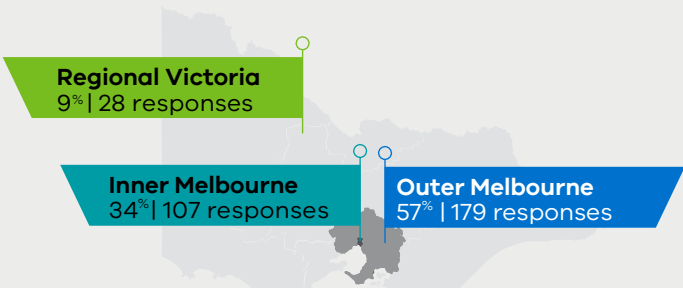 Regional Victoria
9% | 28 responses
Inner Melbourne
34% | 107 responses
Outer Melbourne
57% | 179 responses